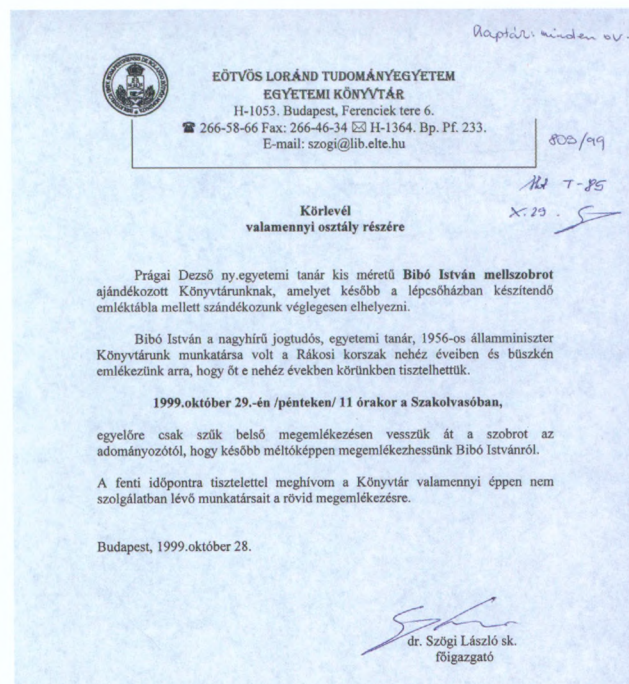 Kaptár: minden ov.
EÖTVÖS LORÁND TUDOMÁNYEGYETEM
EGYETEMI KÖNYVTÁR
H-1053. Budapest, Ferenciek tere 6.
☎ 266-58-66 Fax: 266-46-34 ✉ H-1364. Bp. Pf. 233.
E-mail: szogi@lib.elte.hu
803/99
T-85
X. 29.
Körlevél
valamennyi osztály részére
Prágai Dezső ny.egyetemi tanár kis méretű Bibó István mellszobrot
ajándékozott Könyvtárunknak, amelyet később a lépcsőházban készítendő
emléktábla mellett szándékozunk véglegesen elhelyezni.
Bibó István a nagyhírű jogtudós, egyetemi tanár, 1956-os államminiszter
Könyvtárunk munkatársa volt a Rákosi korszak nehéz éveiben és büszkén
emlékezünk arra, hogy őt e nehéz években körünkben tisztelhettük.
1999.október 29.-én /pénteken/ 11 órakor a Szakolvasóban,
egyelőre csak szűk belső megemlékezésen vesszük át a szobrot az
adományozótól, hogy később méltóképpen megemlékezhessünk Bibó Istvánról.
A fenti időpontra tisztelettel meghívom a Könyvtár valamennyi éppen nem
szolgálatban lévő munkatársait a rövid megemlékezésre.
Budapest, 1999.október 28.
dr. Szögi László sk.
főigazgató